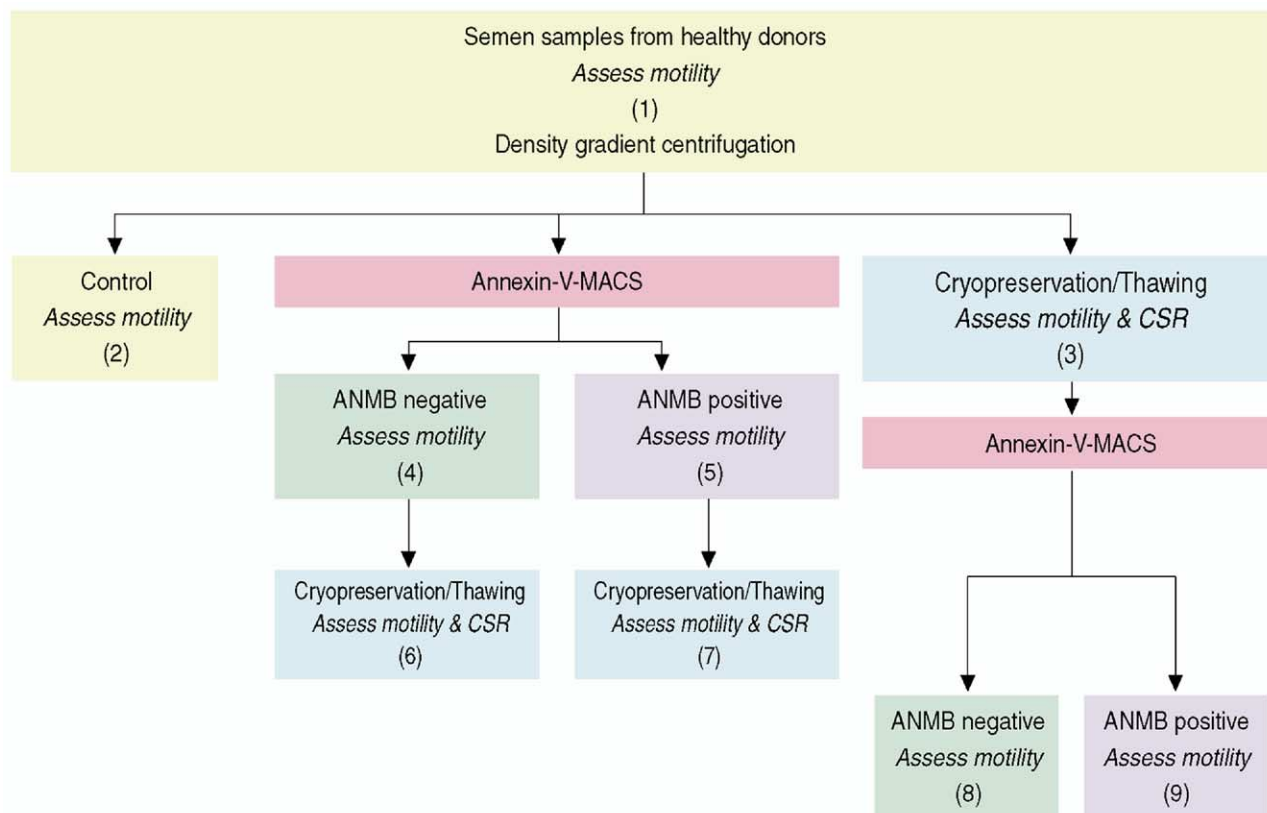 Semen samples from healthy donors
Assess motility
(1)
Density gradient centrifugation
Control
Assess motility
(2)
Annexin-V-MACS
Cryopreservation/Thawing
Assess motility & CSR
(3)
ANMB negative
Assess motility
(4)
ANMB positive
Assess motility
(5)
Annexin-V-MACS
Cryopreservation/Thawing
Assess motility & CSR
(6)
Cryopreservation/Thawing
Assess motility & CSR
(7)
ANMB negative
Assess motility
(8)
ANMB positive
Assess motility
(9)